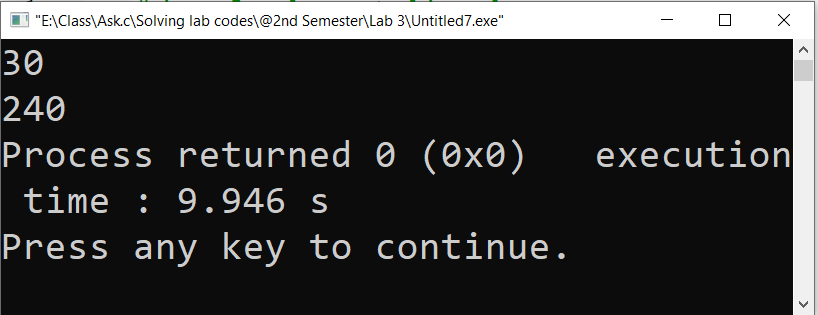 "E:\Class\Ask.c\Solving lab codes\@2nd Semester\Lab 3\Untitled7.exe"
30
240
Process returned 0 (0x0)   execution
 time : 9.946 s
Press any key to continue.